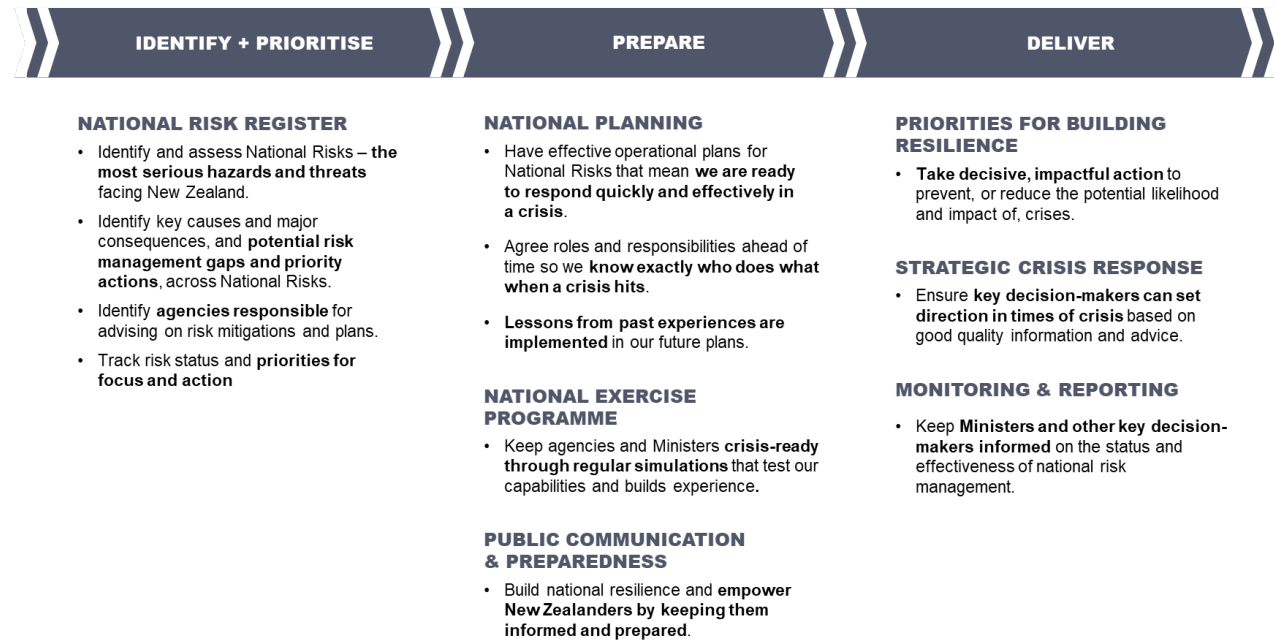 IDENTIFY + PRIORITISE
PREPARE
DELIVER
NATIONAL RISK REGISTER
• Identify and assess National Risks – the
most serious hazards and threats
facing New Zealand.
• Identify key causes and major
consequences, and potential risk
management gaps and priority
actions, across National Risks.
• Identify agencies responsible for
advising on risk mitigations and plans.
• Track risk status and priorities for
focus and action
NATIONAL PLANNING
• Have effective operational plans for
National Risks that mean we are ready
to respond quickly and effectively in
a crisis.
• Agree roles and responsibilities ahead of
time so we know exactly who does what
when a crisis hits.
• Lessons from past experiences are
implemented in our future plans.
NATIONAL EXERCISE
PROGRAMME
• Keep agencies and Ministers crisis-ready
through regular simulations that test our
capabilities and builds experience.
PUBLIC COMMUNICATION
& PREPAREDNESS
• Build national resilience and empower
New Zealanders by keeping them
informed and prepared.
PRIORITIES FOR BUILDING
RESILIENCE
• Take decisive, impactful action to
prevent, or reduce the potential likelihood
and impact of, crises.
STRATEGIC CRISIS RESPONSE
• Ensure key decision-makers can set
direction in times of crisis based on
good quality information and advice.
MONITORING & REPORTING
• Keep Ministers and other key decision-
makers informed on the status and
effectiveness of national risk
management.